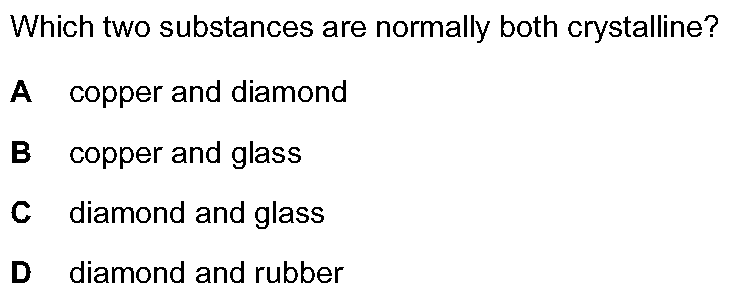 Which two substances are normally both crystalline?
A copper and diamond
B copper and glass
C diamond and glass
D diamond and rubber